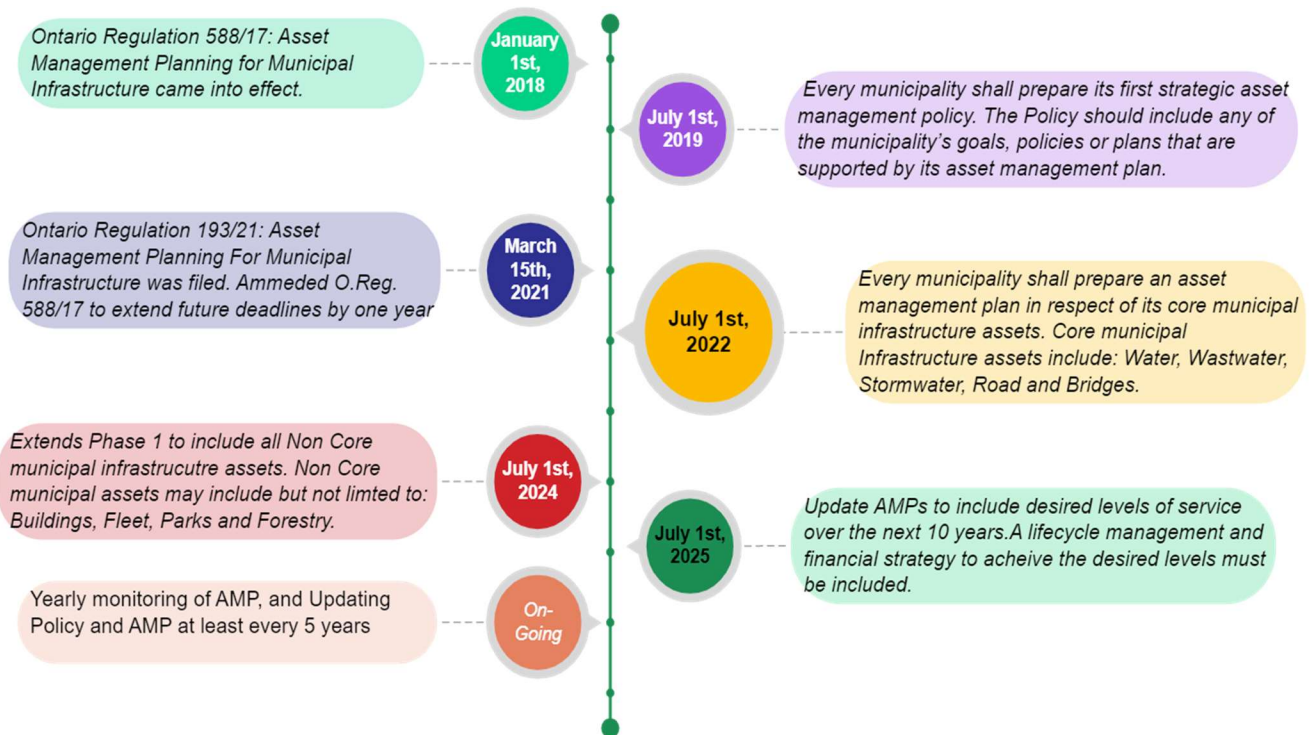 January
1st,
2018
Ontario Regulation 588/17: Asset
Management Planning for Municipal
Infrastructure came into effect.
July 1st,
2019
Every municipality shall prepare its first strategic asset
management policy. The Policy should include any of
the municipality’s goals, policies or plans that are
supported by its asset management plan.
March
15th,
2021
Ontario Regulation 193/21: Asset
Management Planning For Municipal
Infrastructure was filed. Ammeded O.Reg.
588/17 to extend future deadlines by one year
July 1st,
2022
Every municipality shall prepare an asset
management plan in respect of its core municipal
infrastructure assets. Core municipal
Infrastructure assets include: Water, Wastwater,
Stormwater, Road and Bridges.
July 1st,
2024
Extends Phase 1 to include all Non Core
municipal infrastrucutre assets. Non Core
municipal assets may include but not limted to:
Buildings, Fleet, Parks and Forestry.
July 1st,
2025
Update AMPs to include desired levels of service
over the next 10 years.A lifecycle management and
financial strategy to acheive the desired levels must
be included.
On-
Going
Yearly monitoring of AMP, and Updating
Policy and AMP at least every 5 years